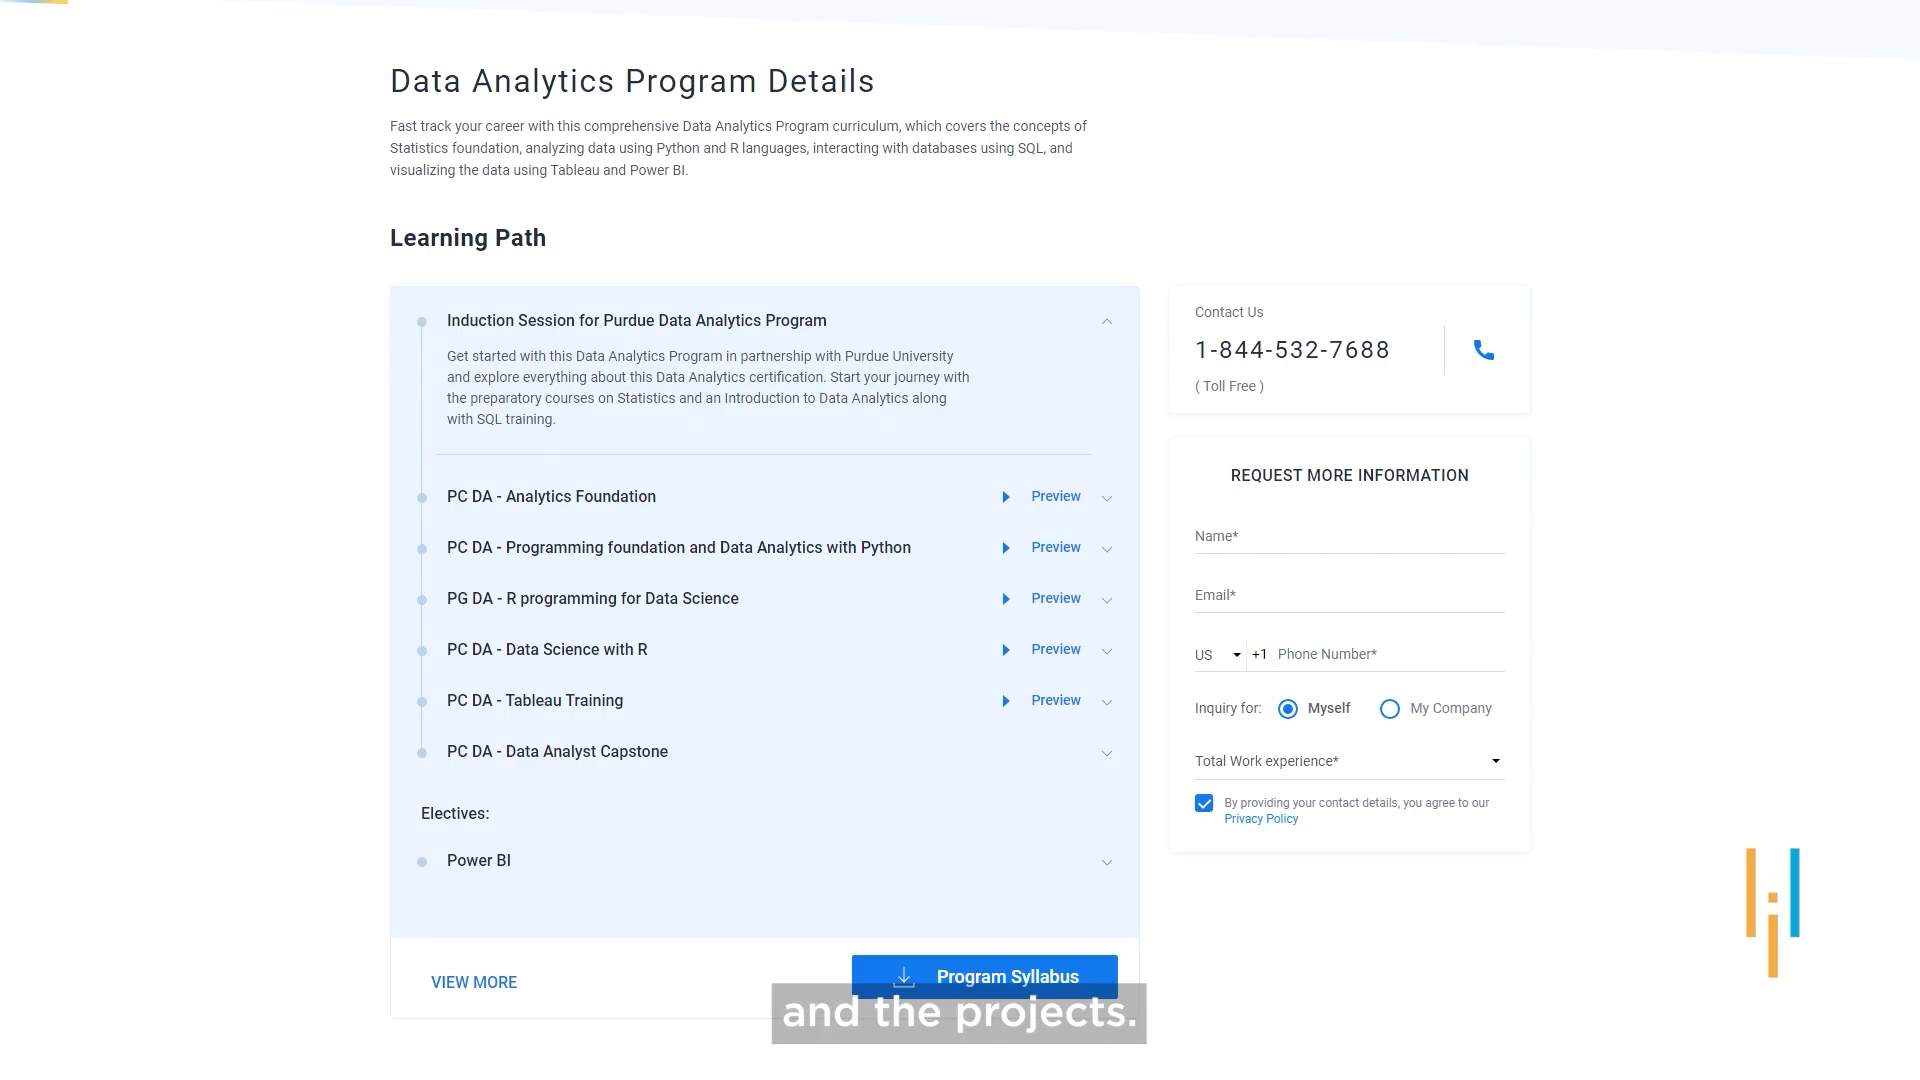 Data Analytics Program Details
Fast track your career with this comprehensive Data Analytics Program curriculum, which covers the concepts of
Statistics foundation, analyzing data using Python and R languages, interacting with databases using SQL, and
visualizing the data using Tableau and Power BI.
Learning Path
Induction Session for Purdue Data Analytics Program
Get started with this Data Analytics Program in partnership with Purdue University
and explore everything about this Data Analytics certification. Start your journey with
the preparatory courses on Statistics and an Introduction to Data Analytics along
with SQL training.
PC DA - Analytics Foundation Preview
PC DA - Programming foundation and Data Analytics with Python Preview
PG DA - R programming for Data Science Preview
PC DA - Data Science with R Preview
PC DA - Tableau Training Preview
PC DA - Data Analyst Capstone
Electives:
Power BI
VIEW MORE
Program Syllabus
Contact Us
1-844-532-7688
( Toll Free )
REQUEST MORE INFORMATION
Name*
Email*
US +1 Phone Number*
Inquiry for: Myself My Company
Total Work experience*
By providing your contact details, you agree to our
Privacy Policy
and the projects.